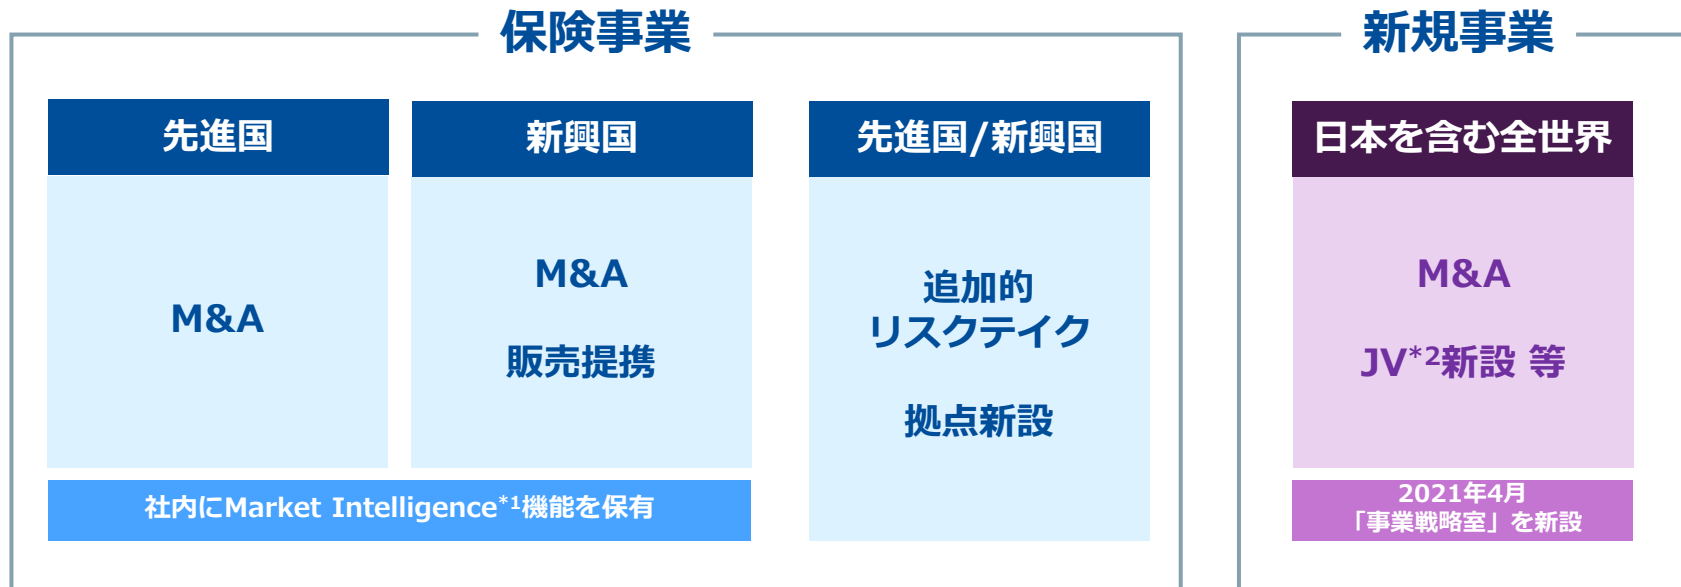 保険事業
先進国
M&A
新興国
M&A
販売提携
社内にMarket Intelligence*1機能を保有
先進国/新興国
追加的
リスクテイク
拠点新設
新規事業
日本を含む全世界
M&A
JV*2新設 等
2021年4月
「事業戦略室」を新設